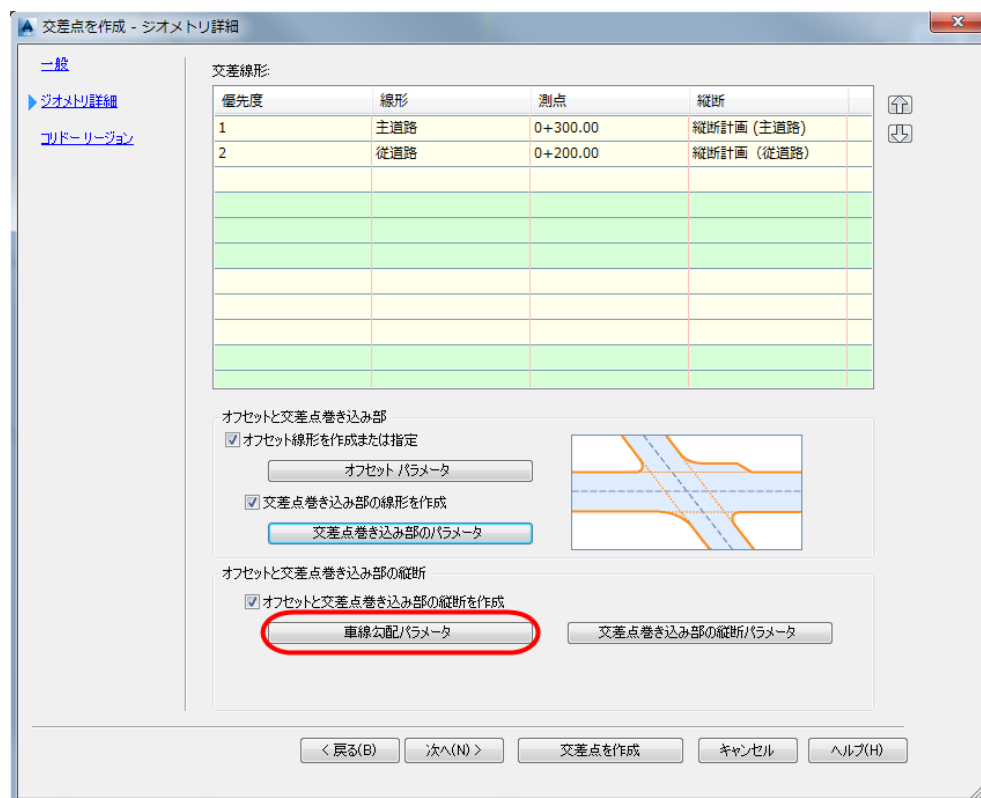 交差点を作成 - ジオメトリ詳細
一般
ジオメトリ詳細
コリドー リージョン
交差線形:
優先度 線形 測点 縦断
1 主道路 0+300.00 縦断計画 (主道路)
2 従道路 0+200.00 縦断計画（従道路）
オフセットと交差点巻き込み部
オフセット線形を作成または指定
オフセット パラメータ
交差点巻き込み部の線形を作成
交差点巻き込み部のパラメータ
オフセットと交差点巻き込み部の縦断
オフセットと交差点巻き込み部の縦断を作成
車線勾配パラメータ 交差点巻き込み部の縦断パラメータ
< 戻る(B) 次へ(N) > 交差点を作成 キャンセル ヘルプ(H)